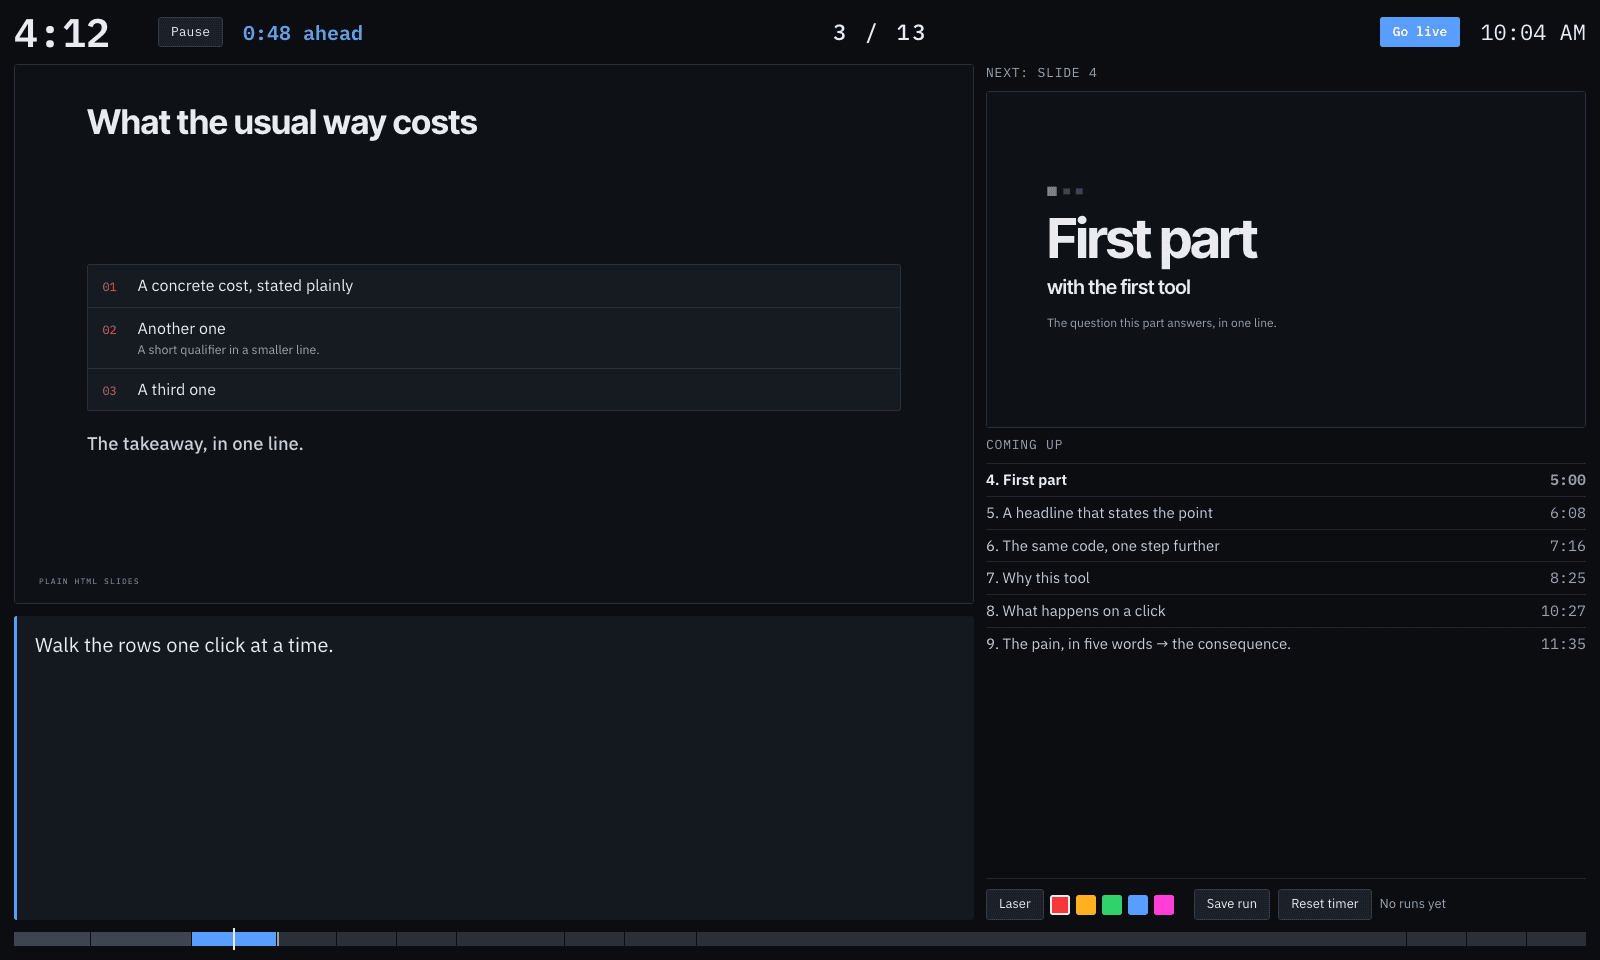 4:12
Pause
0:48 ahead
3 / 13
Go live
10:04 AM
What the usual way costs
01 A concrete cost, stated plainly
02 Another one
A short qualifier in a smaller line.
03 A third one
The takeaway, in one line.
PLAIN HTML SLIDES
Walk the rows one click at a time.
NEXT: SLIDE 4
First part
with the first tool
The question this part answers, in one line.
COMING UP
4. First part 5:00
5. A headline that states the point 6:08
6. The same code, one step further 7:16
7. Why this tool 8:25
8. What happens on a click 10:27
9. The pain, in five words → the consequence. 11:35
Laser
Save run
Reset timer
No runs yet